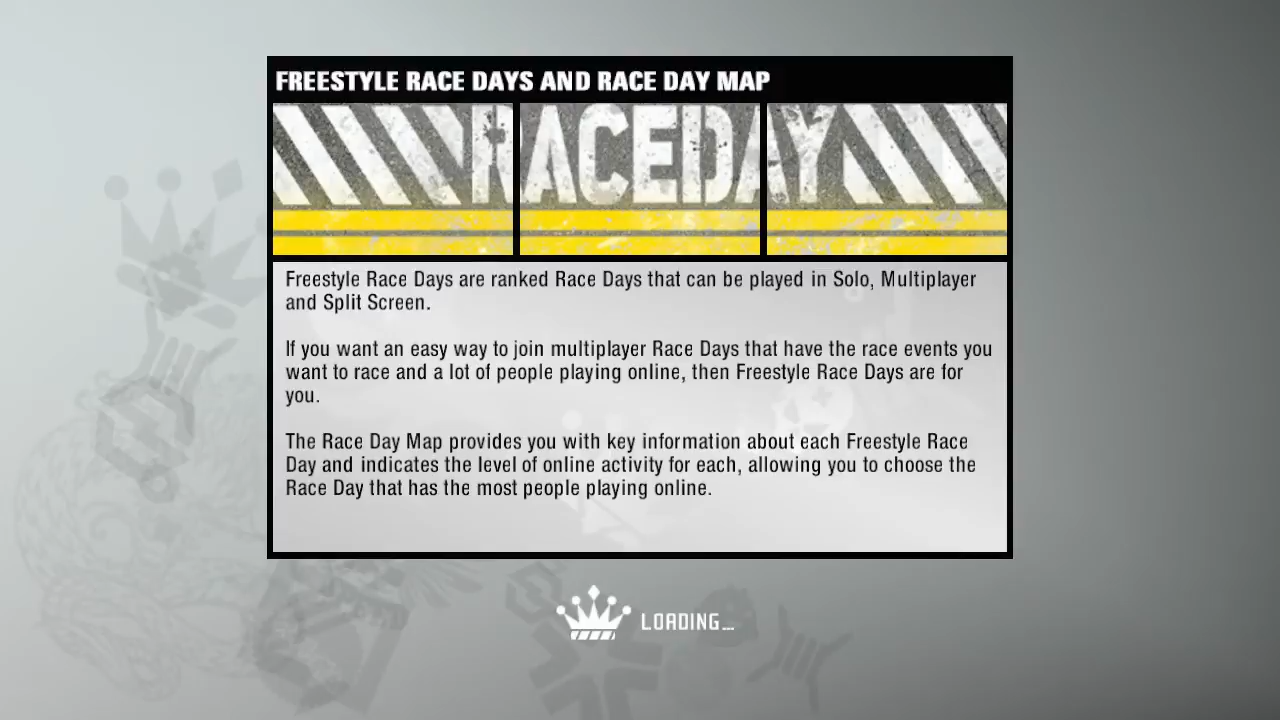 FREESTYLE RACE DAYS AND RACE DAY MAP
RACEDAY
Freestyle Race Days are ranked Race Days that can be played in Solo, Multiplayer
and Split Screen.
If you want an easy way to join multiplayer Race Days that have the race events you
want to race and a lot of people playing online, then Freestyle Race Days are for
you.
The Race Day Map provides you with key information about each Freestyle Race
Day and indicates the level of online activity for each, allowing you to choose the
Race Day that has the most people playing online.
LOADING...